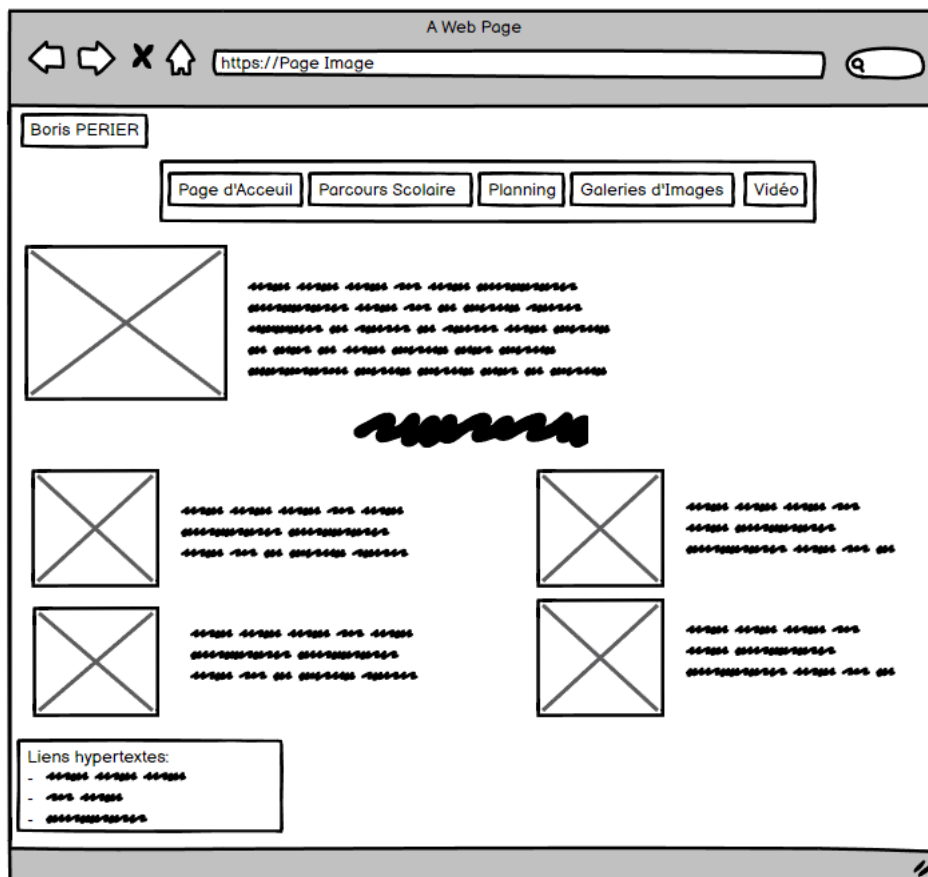 A Web Page
https://Page Image
Boris PERIER
Page d'Acceuil Parcours Scolaire Planning Galeries d'Images Vidéo
Liens hypertextes:
-
-
-